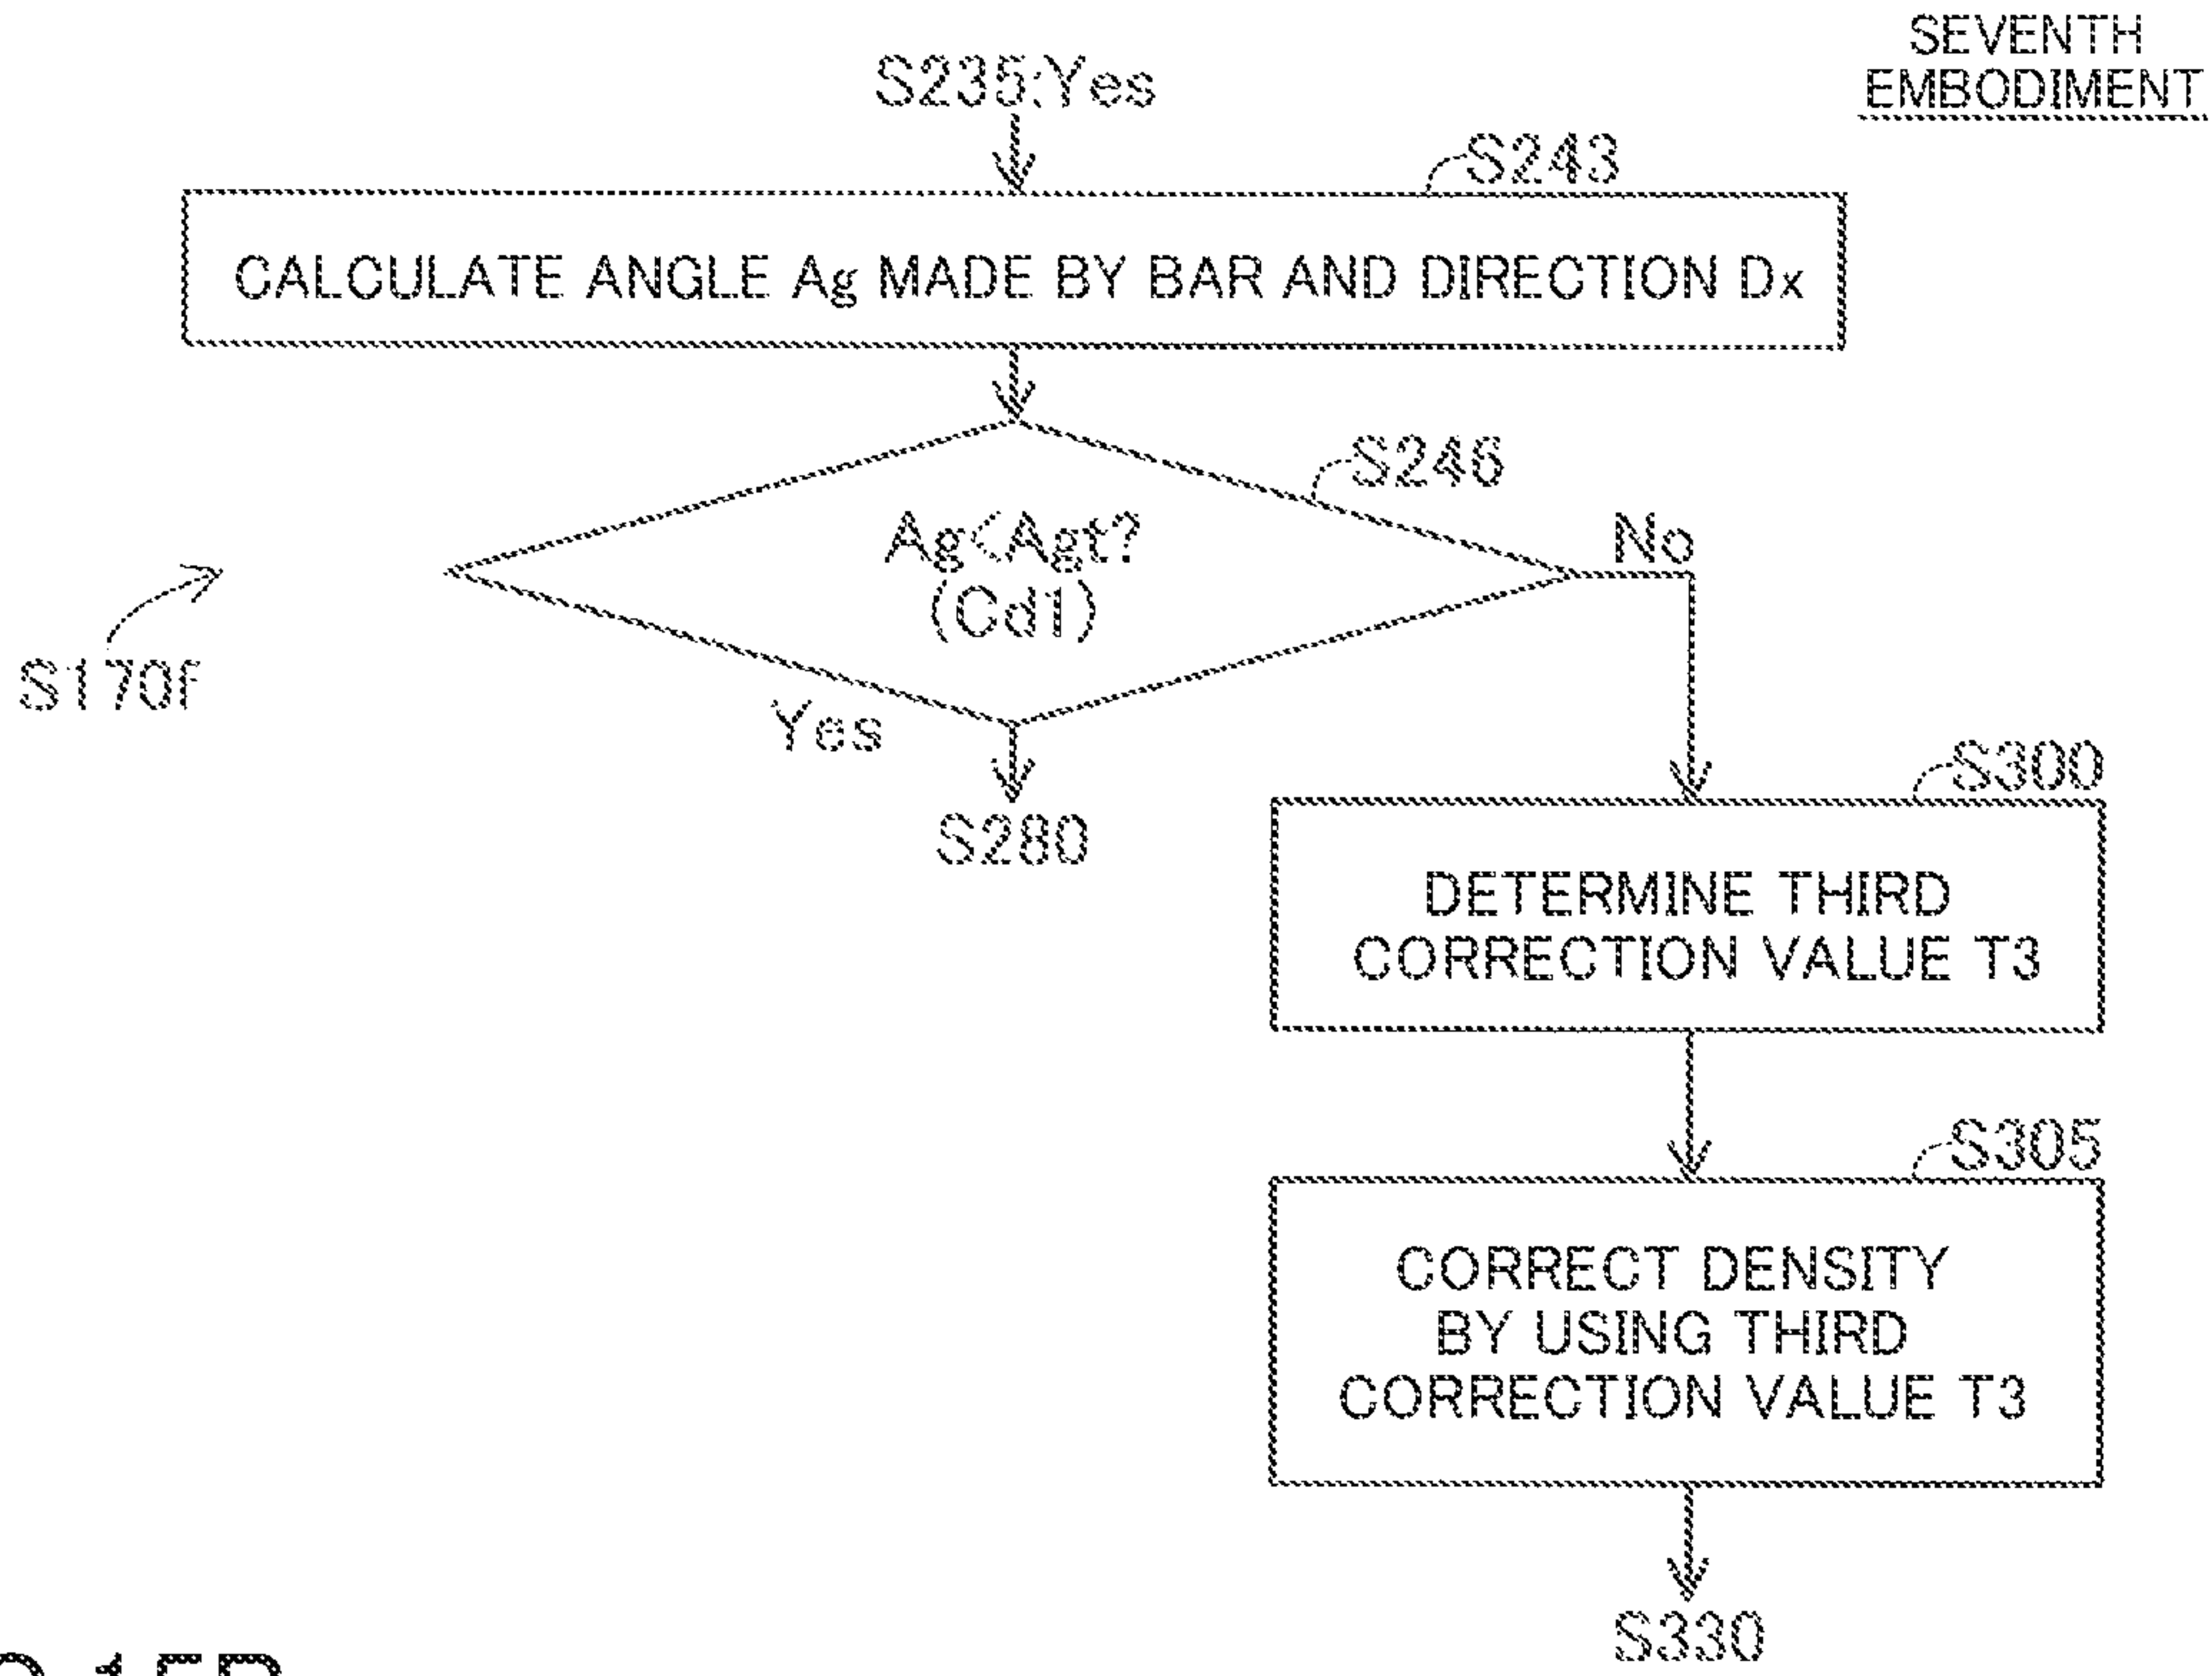 SEVENTH
EMBODIMENT
S235:Yes
S243
CALCULATE ANGLE Ag MADE BY BAR AND DIRECTION Dx
S246
Ag<Agt?
(Cd1)
No
S170f
Yes
S280
S300
DETERMINE THIRD
CORRECTION VALUE T3
S305
CORRECT DENSITY
BY USING THIRD
CORRECTION VALUE T3
S330